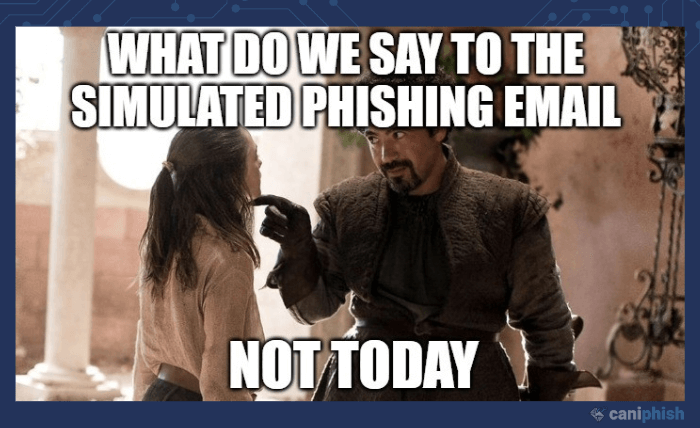 WHAT DO WE SAY TO THE
SIMULATED PHISHING EMAIL
NOT TODAY
caniphish